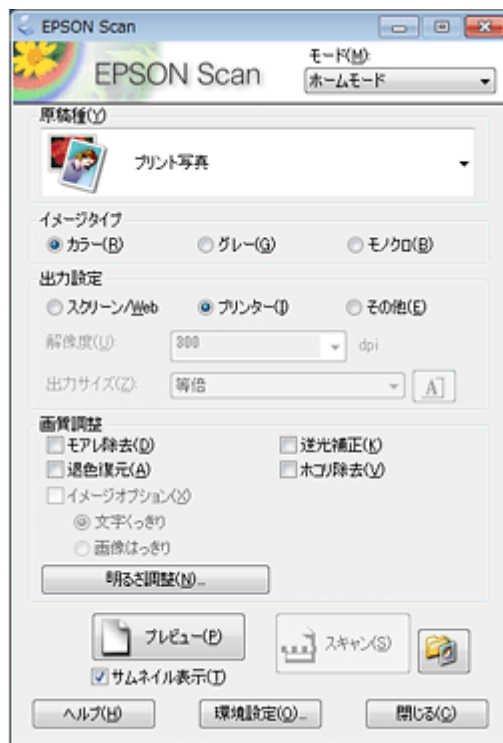 EPSON Scan
EPSON Scan
モード(M):
ホームモード
原稿種(Y)
プリント写真
イメージタイプ
カラー(R) グレー(G) モノクロ(B)
出力設定
スクリーン/Web プリンター(I) その他(E)
解像度(U): 300 dpi
出力サイズ(Z): 等倍 A
画質調整
モアレ除去(D) 逆光補正(K)
退色復元(A) ホコリ除去(V)
イメージオプション(X)
文字くっきり
画像はっきり
明るさ調整(N)...
プレビュー(P) スキャン(S)
サムネイル表示(T)
ヘルプ(H) 環境設定(O)... 閉じる(C)